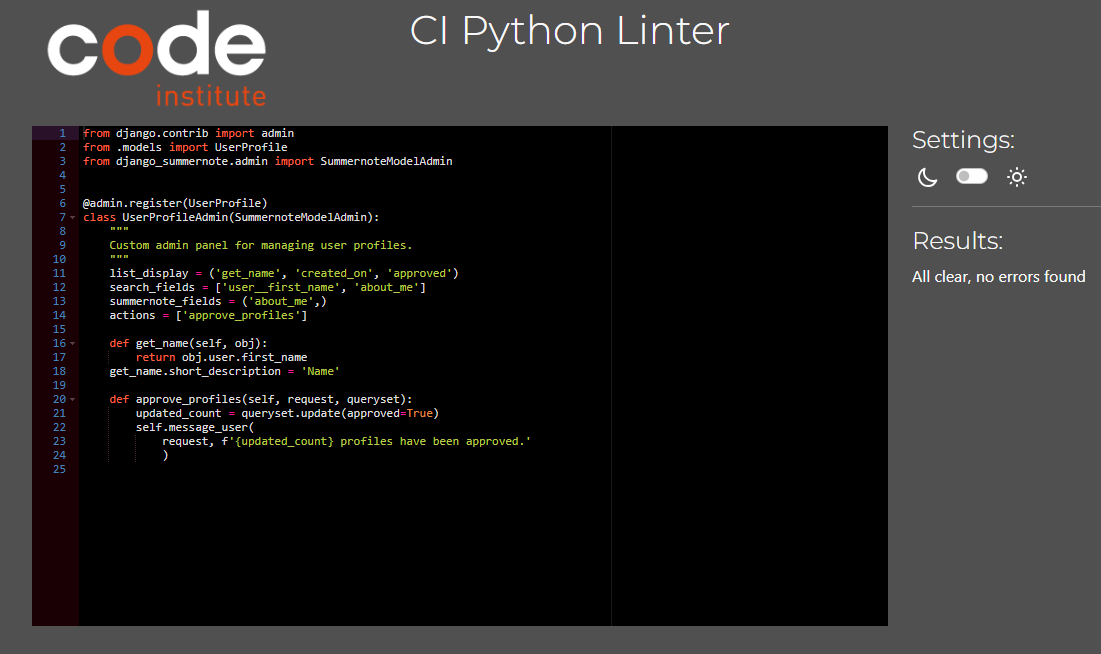 code
institute
CI Python Linter
1 from django.contrib import admin
2 from .models import UserProfile
3 from django_summernote.admin import SummernoteModelAdmin
4
5
6 @admin.register(UserProfile)
7 class UserProfileAdmin(SummernoteModelAdmin):
8     """
9     Custom admin panel for managing user profiles.
10     """
11     list_display = ('get_name', 'created_on', 'approved')
12     search_fields = ['user__first_name', 'about_me']
13     summernote_fields = ('about_me',)
14     actions = ['approve_profiles']
15
16     def get_name(self, obj):
17         return obj.user.first_name
18     get_name.short_description = 'Name'
19
20     def approve_profiles(self, request, queryset):
21         updated_count = queryset.update(approved=True)
22         self.message_user(
23             request, f'{updated_count} profiles have been approved.'
24             )
25
Settings:
Results:
All clear, no errors found